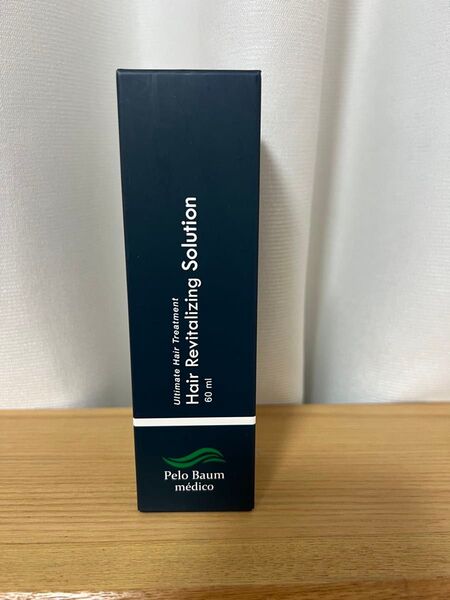 Ultimate Hair Treatment
Hair Revitalizing Solution
60 ml
Pelo Baum
médico